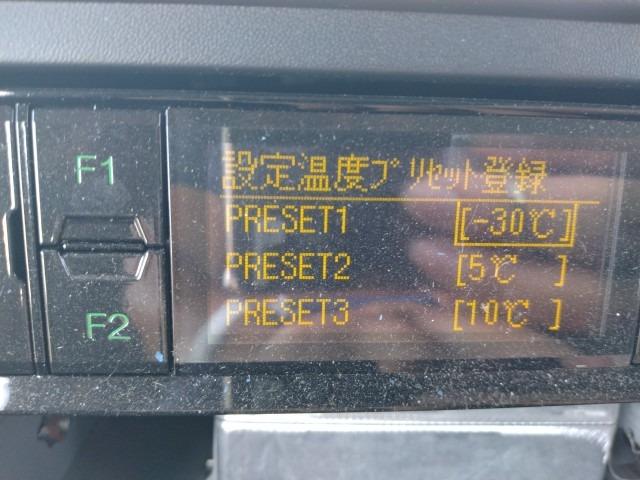 F1
F2
設定温度プリセット登録
PRESET1 [-30℃]
PRESET2 [5℃ ]
PRESET3 [10℃ ]